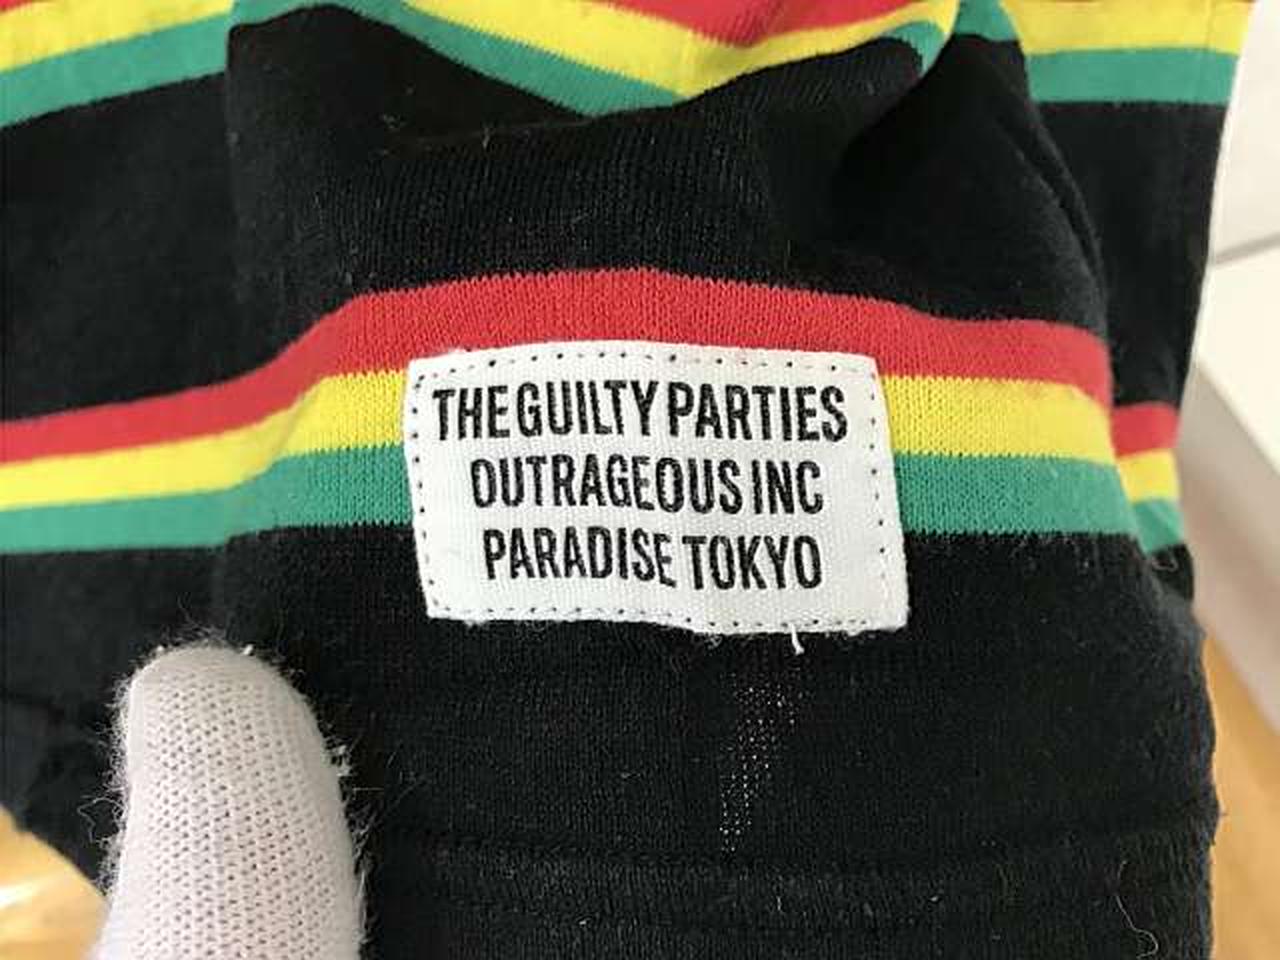 THE GUILTY PARTIES
OUTRAGEOUS INC
PARADISE TOKYO